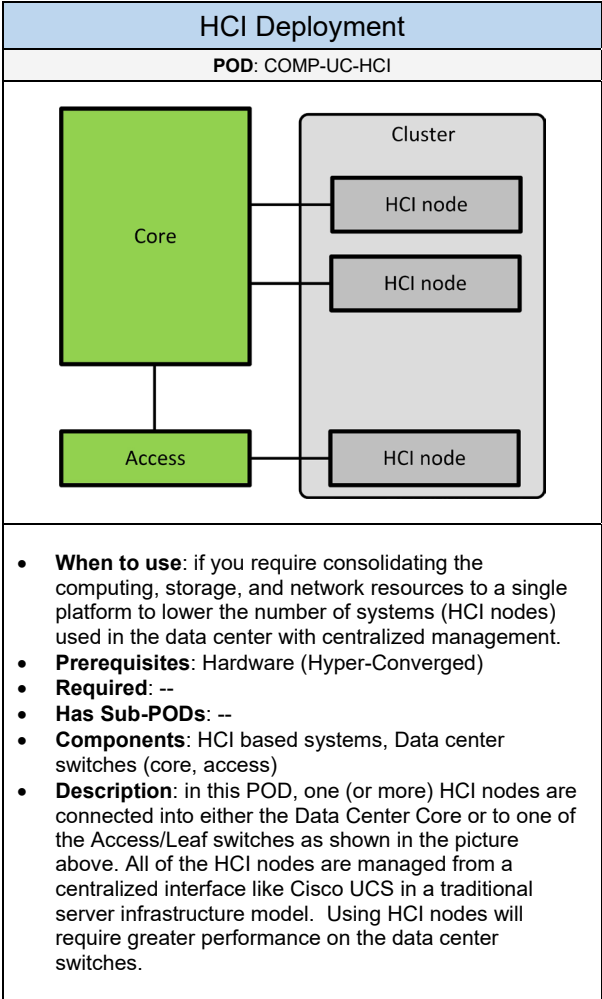 HCI Deployment
POD: COMP-UC-HCI
Cluster
HCI node
Core
HCI node
Access
HCI node
• When to use: if you require consolidating the
computing, storage, and network resources to a single
platform to lower the number of systems (HCI nodes)
used in the data center with centralized management.
• Prerequisites: Hardware (Hyper-Converged)
• Required: --
• Has Sub-PODs: --
• Components: HCI based systems, Data center
switches (core, access)
• Description: in this POD, one (or more) HCI nodes are
connected into either the Data Center Core or to one of
the Access/Leaf switches as shown in the picture
above. All of the HCI nodes are managed from a
centralized interface like Cisco UCS in a traditional
server infrastructure model.  Using HCI nodes will
require greater performance on the data center
switches.